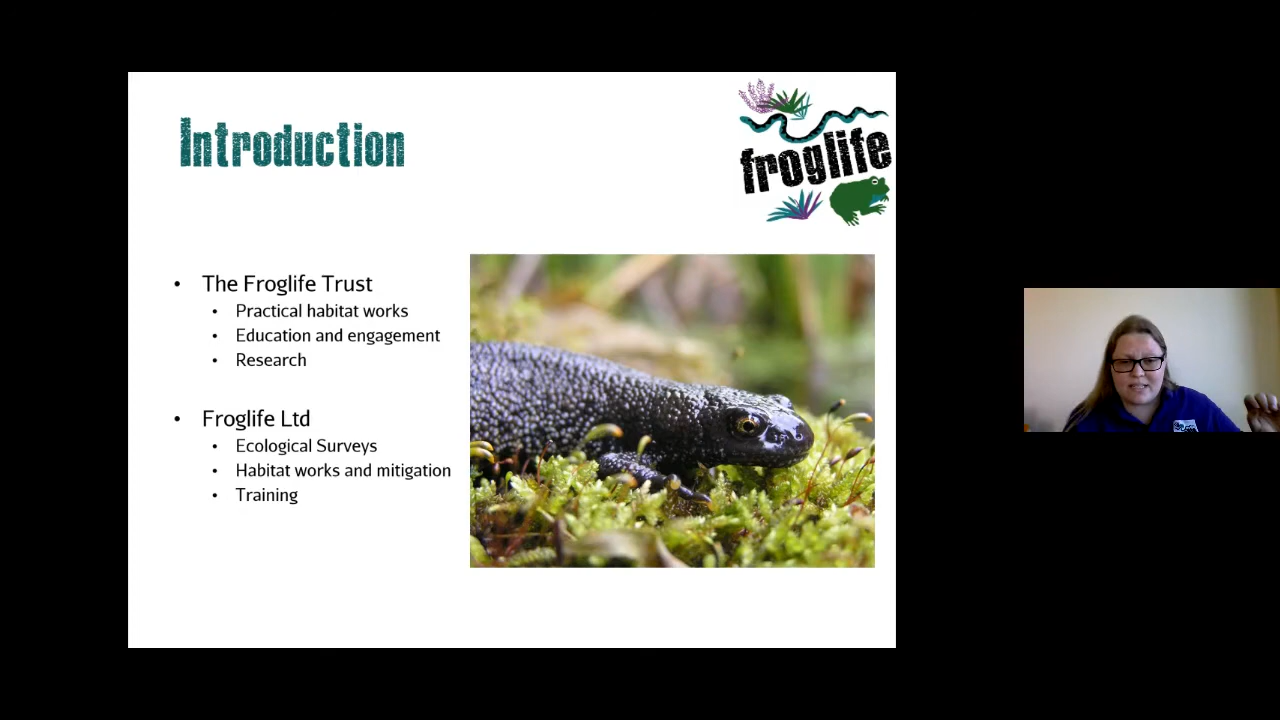 Introduction
froglife
The Froglife Trust
Practical habitat works
Education and engagement
Research
Froglife Ltd
Ecological Surveys
Habitat works and mitigation
Training